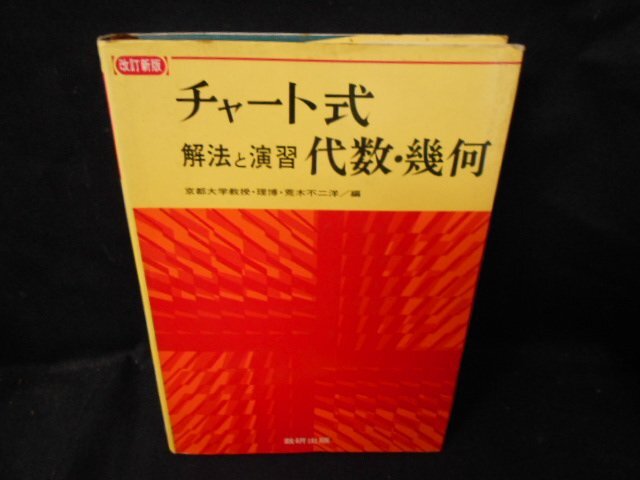 改訂新版
チャート式
解法と演習 代数・幾何
京都大学教授・理博・荒木不二洋／編
数研出版